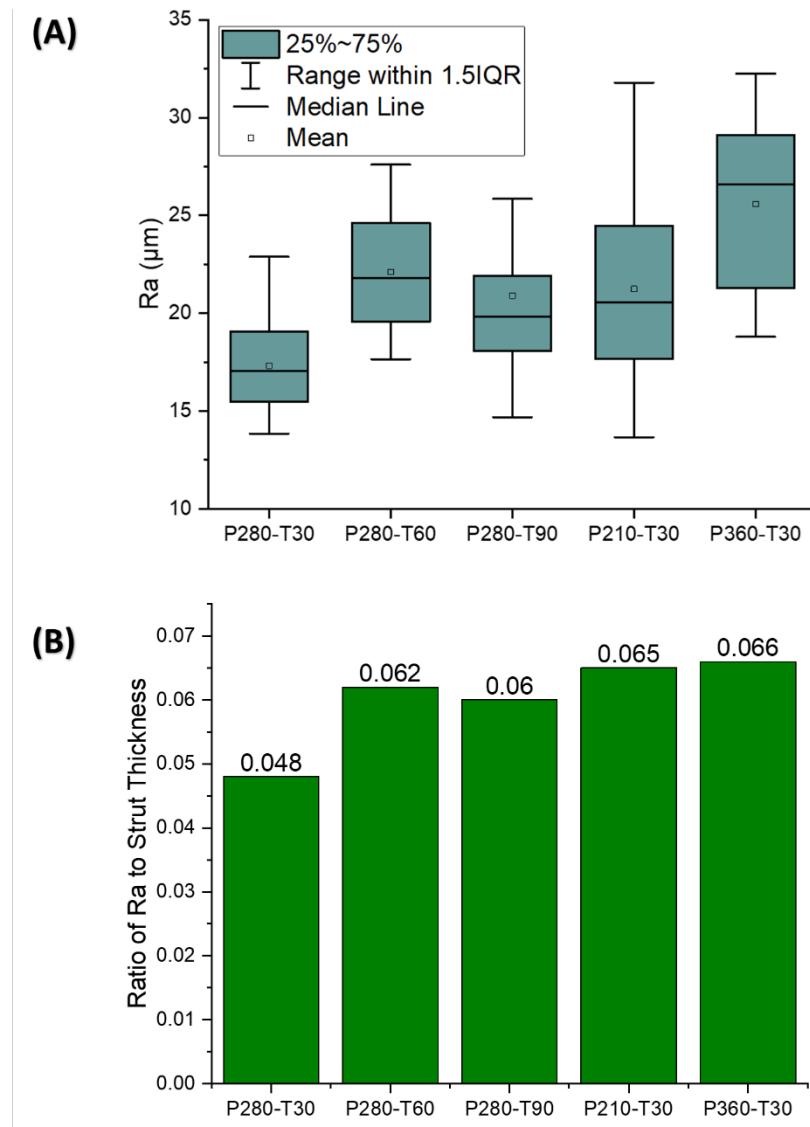 (A)
35
30
25
20
15
10
Ra (µm)
25%~75%
Range within 1.5IQR
Median Line
Mean
P280-T30 P280-T60 P280-T90 P210-T30 P360-T30
(B)
0.07
0.06
0.05
0.04
0.03
0.02
0.01
0.00
Ratio of Ra to Strut Thickness
0.048 0.062 0.06 0.065 0.066
P280-T30 P280-T60 P280-T90 P210-T30 P360-T30